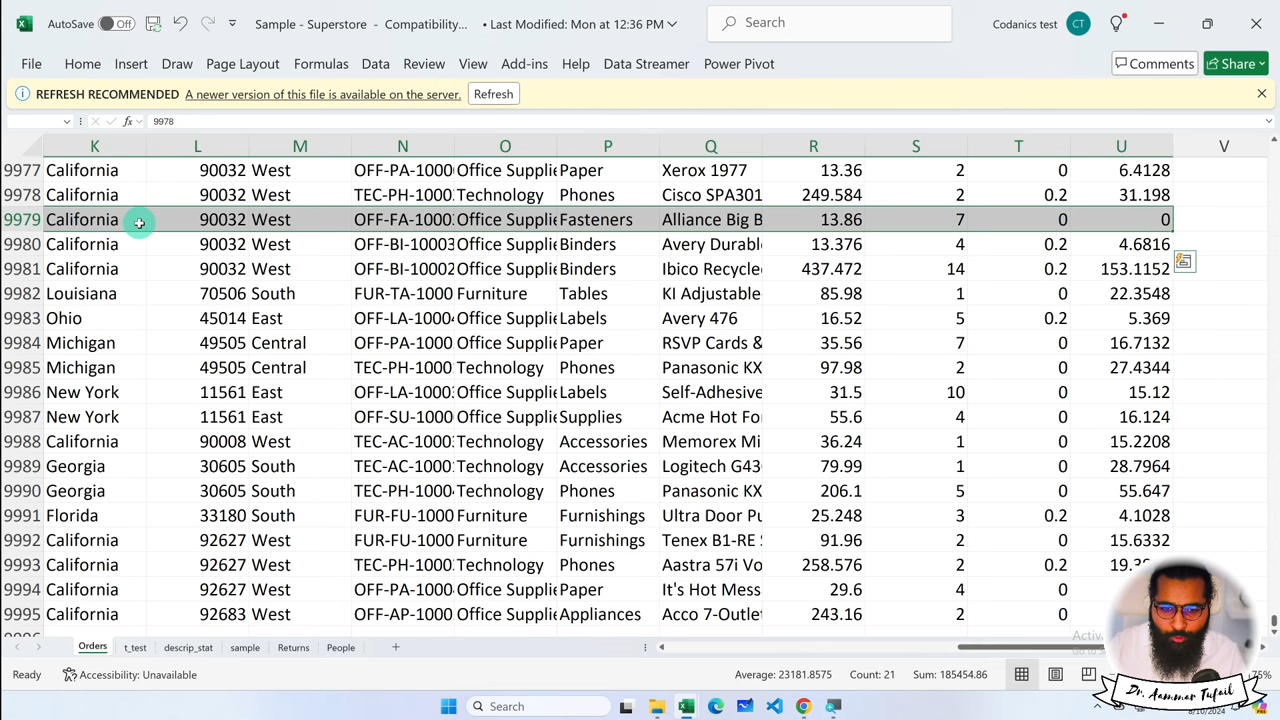 AutoSave Off Sample - Superstore - Compatibility... • Last Modified: Mon at 12:36 PM Search Codanics test CT
File Home Insert Draw Page Layout Formulas Data Review View Add-ins Help Data Streamer Power Pivot Comments Share
REFRESH RECOMMENDED A newer version of this file is available on the server. Refresh
fx 9978
K L M N O P Q R S T U V
9977 California 90032 West OFF-PA-1000 Office Supplie Paper Xerox 1977 13.36 2 0 6.4128
9978 California 90032 West TEC-PH-1000 Technology Phones Cisco SPA301 249.584 2 0.2 31.198
9979 California 90032 West OFF-FA-1000 Office Supplie Fasteners Alliance Big B 13.86 7 0 0
9980 California 90032 West OFF-BI-10003 Office Supplie Binders Avery Durabl 13.376 4 0.2 4.6816
9981 California 90032 West OFF-BI-10002 Office Supplie Binders Ibico Recycle 437.472 14 0.2 153.1152
9982 Louisiana 70506 South FUR-TA-1000 Furniture Tables KI Adjustable 85.98 1 0 22.3548
9983 Ohio 45014 East OFF-LA-1000 Office Supplie Labels Avery 476 16.52 5 0.2 5.369
9984 Michigan 49505 Central OFF-PA-1000 Office Supplie Paper RSVP Cards & 35.56 7 0 16.7132
9985 Michigan 49505 Central TEC-PH-1000 Technology Phones Panasonic KX 97.98 2 0 27.4344
9986 New York 11561 East OFF-LA-1000 Office Supplie Labels Self-Adhesive 31.5 10 0 15.12
9987 New York 11561 East OFF-SU-1000 Office Supplie Supplies Acme Hot Fo 55.6 4 0 16.124
9988 California 90008 West TEC-AC-1000 Technology Accessories Memorex Mi 36.24 1 0 15.2208
9989 Georgia 30605 South TEC-AC-1000 Technology Accessories Logitech G43 79.99 1 0 28.7964
9990 Georgia 30605 South TEC-PH-1000 Technology Phones Panasonic KX 206.1 5 0 55.647
9991 Florida 33180 South FUR-FU-1000 Furniture Furnishings Ultra Door Pu 25.248 3 0.2 4.1028
9992 California 92627 West FUR-FU-1000 Furniture Furnishings Tenex B1-RE 91.96 2 0 15.6332
9993 California 92627 West TEC-PH-1000 Technology Phones Aastra 57i Vo 258.576 2 0.2
9994 California 92627 West OFF-PA-1000 Office Supplie Paper It's Hot Mess 29.6 4 0
9995 California 92683 West OFF-AP-1000 Office Supplie Appliances Acco 7-Outlet 243.16 2 0
Orders t_test descrip_stat sample Returns People
Ready Accessibility: Unavailable Average: 23181.8575 Count: 21 Sum: 185454.86
Search
Dr. Aammar Tufail